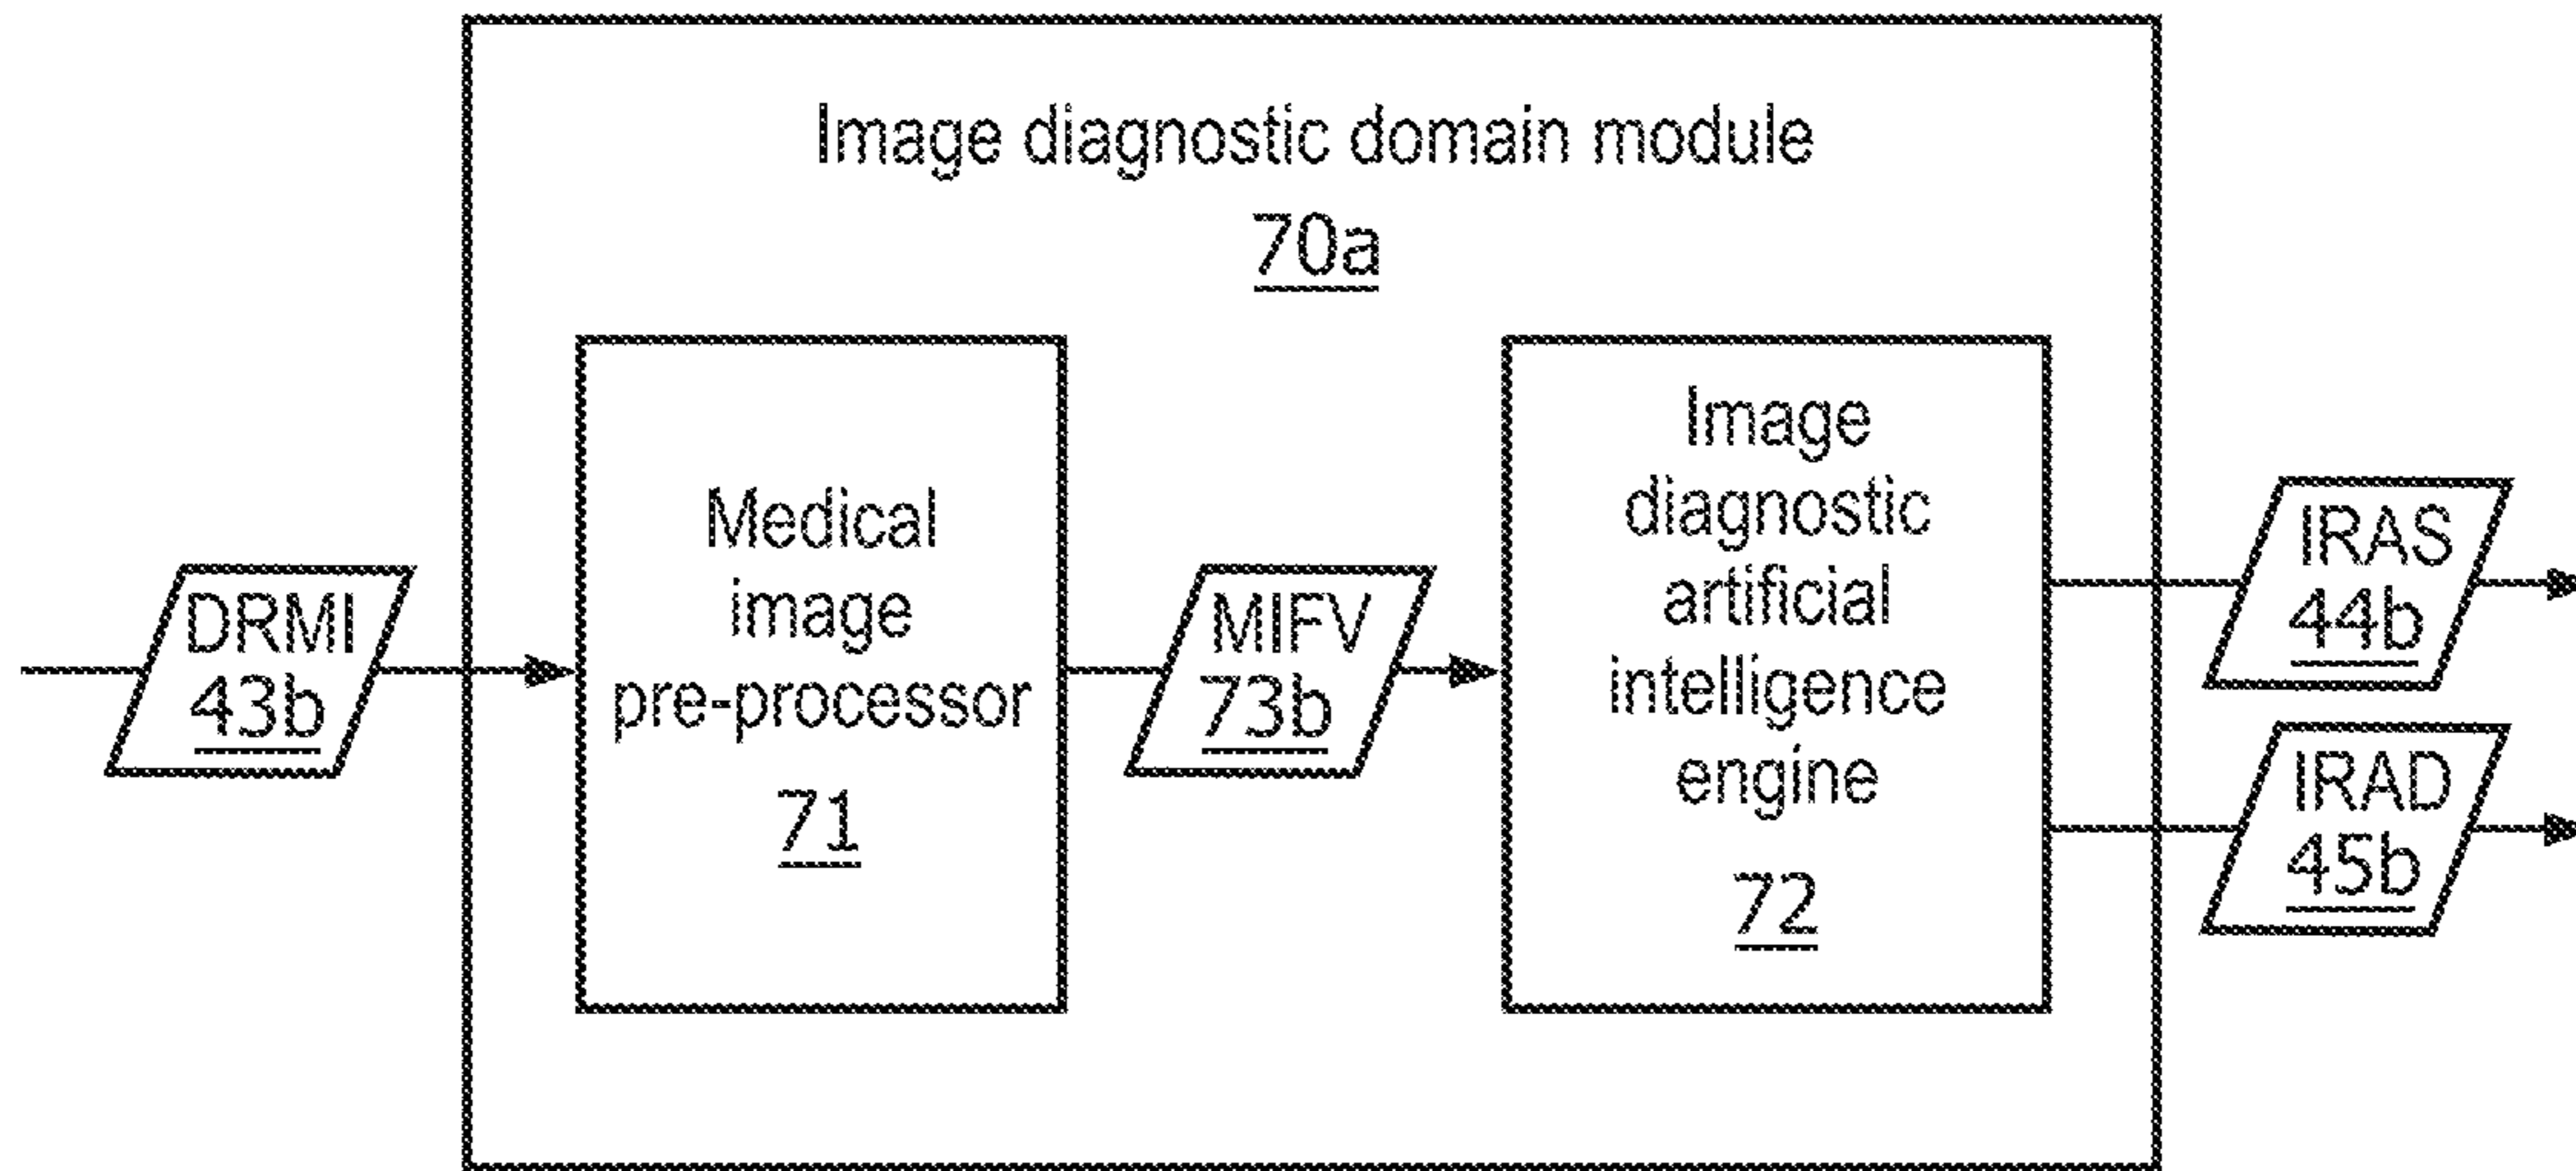 Image diagnostic domain module
70a
DRMI
43b
Medical
image
pre-processor
71
MIFV
73b
Image
diagnostic
artificial
intelligence
engine
72
IRAS
44b
IRAD
45b